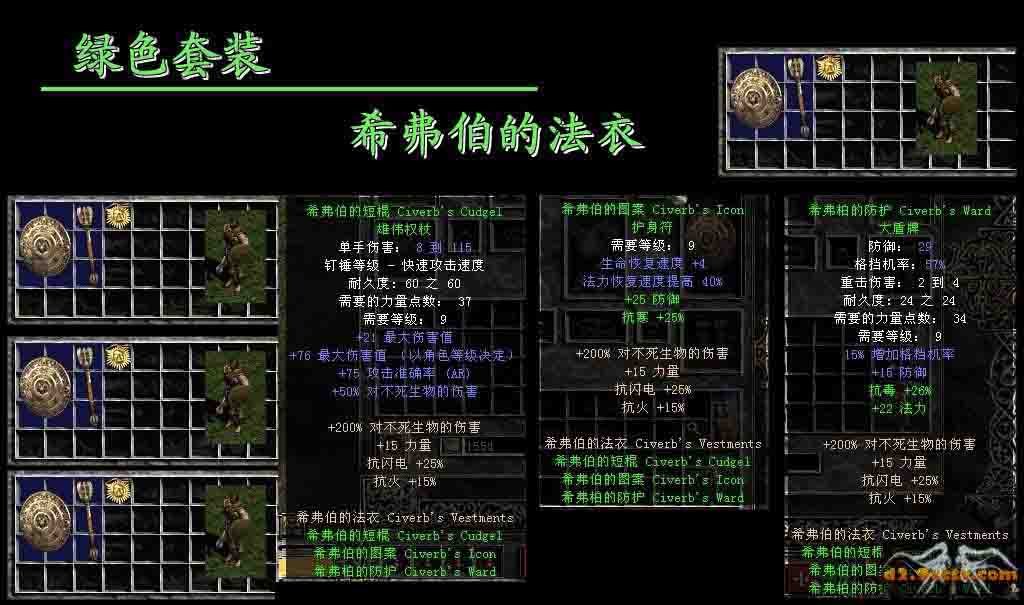 绿色套装
希弗伯的法衣
希弗伯的短棍 Civerb's Cudgel
雄伟权杖
单手伤害: 8 到 115
钉锤等级 - 快速攻击速度
耐久度: 60 之 60
需要的力量点数: 37
需要等级: 9
+21 最大伤害值
+76 最大伤害值 (以角色等级决定)
+75 攻击准确率 (AR)
+50% 对不死生物的伤害
+200% 对不死生物的伤害
+15 力量
抗闪电 +25%
抗火 +15%
希弗伯的法衣 Civerb's Vestments
希弗伯的短棍 Civerb's Cudgel
希弗伯的图案 Civerb's Icon
希弗柏的防护 Civerb's Ward
希弗伯的图案 Civerb's Icon
护身符
需要等级: 9
生命恢复速度 +4
法力恢复速度提高 40%
+25 防御
抗寒 +25%
+200% 对不死生物的伤害
+15 力量
抗闪电 +25%
抗火 +15%
希弗伯的法衣 Civerb's Vestments
希弗伯的短棍 Civerb's Cudgel
希弗伯的图案 Civerb's Icon
希弗柏的防护 Civerb's Ward
希弗柏的防护 Civerb's Ward
大盾牌
防御: 29
格挡机率: 57%
重击伤害: 2 到 4
耐久度: 24 之 24
需要的力量点数: 34
需要等级: 9
15% 增加格挡机率
+15 防御
抗毒 +26%
+22 法力
+200% 对不死生物的伤害
+15 力量
抗闪电 +25%
抗火 +15%
希弗伯的法衣 Civerb's Vestments
希弗伯的短棍
希弗伯的图
希弗柏的防